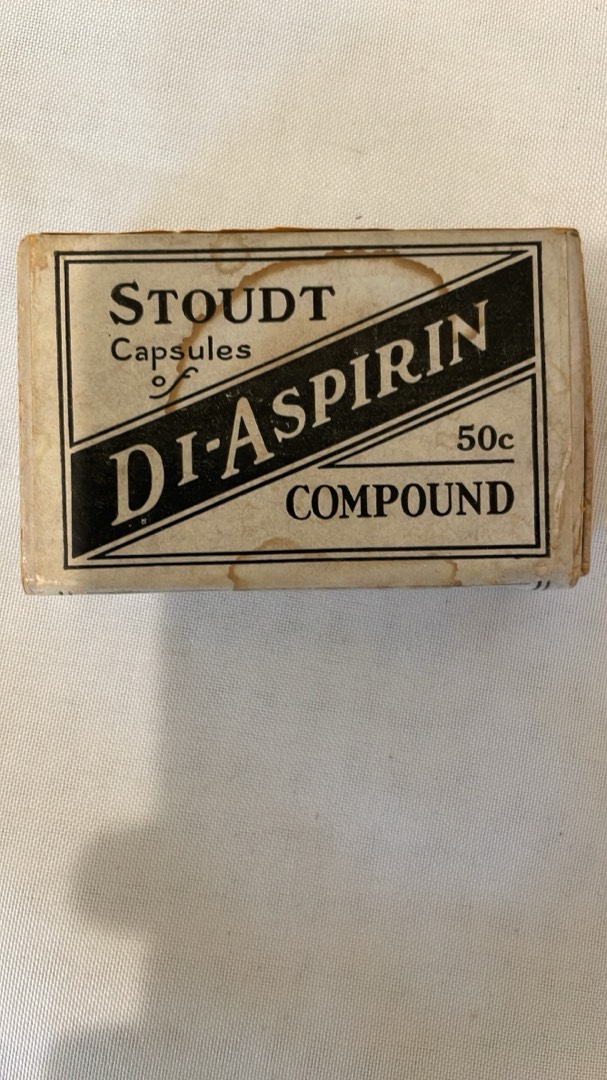 STOUDT
Capsules
of
DI-ASPIRIN
50c
COMPOUND